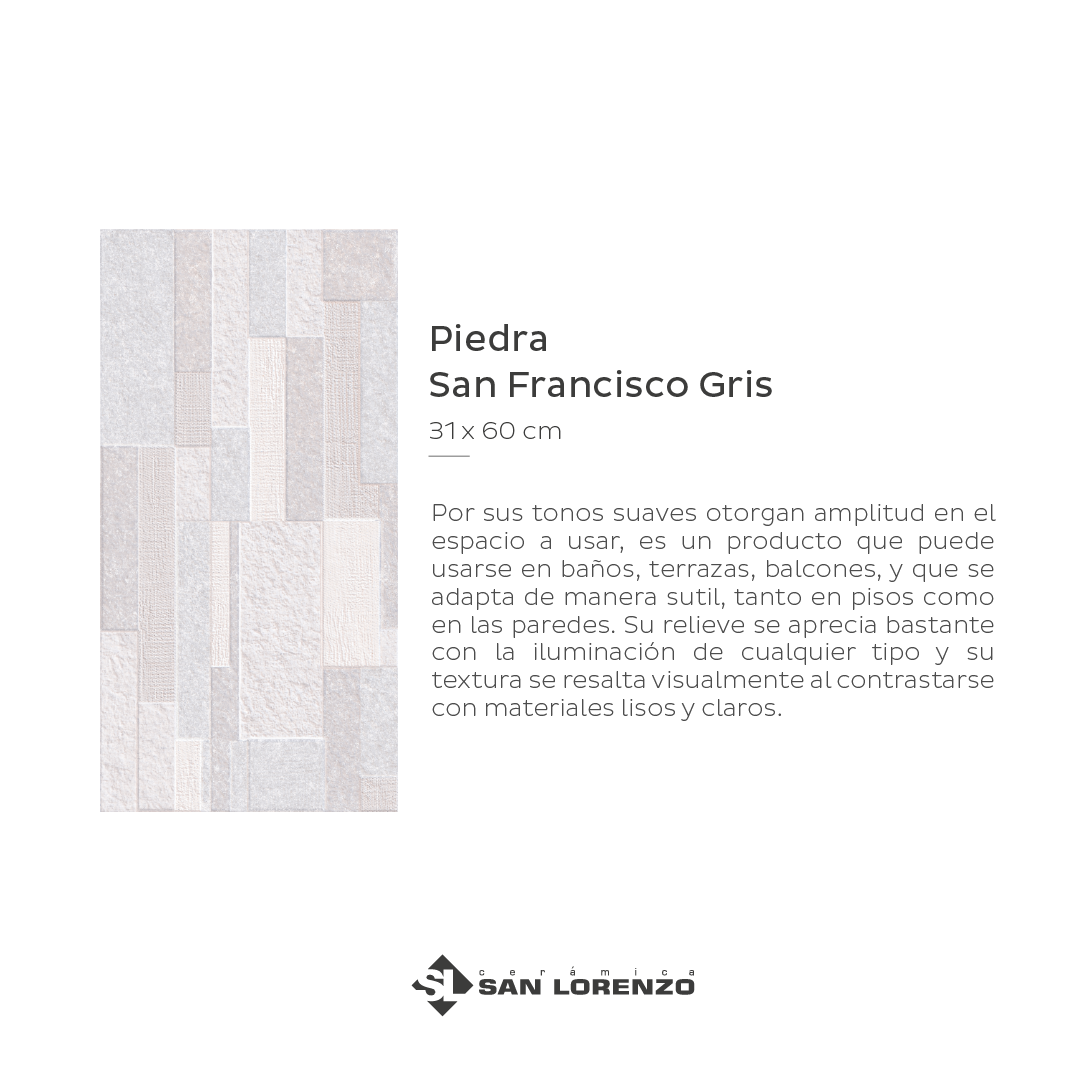 Piedra
San Francisco Gris
31 x 60 cm
Por sus tonos suaves otorgan amplitud en el
espacio a usar, es un producto que puede
usarse en baños, terrazas, balcones, y que se
adapta de manera sutil, tanto en pisos como
en las paredes. Su relieve se aprecia bastante
con la iluminación de cualquier tipo y su
textura se resalta visualmente al contrastarse
con materiales lisos y claros.
SL
cerámica
SAN LORENZO